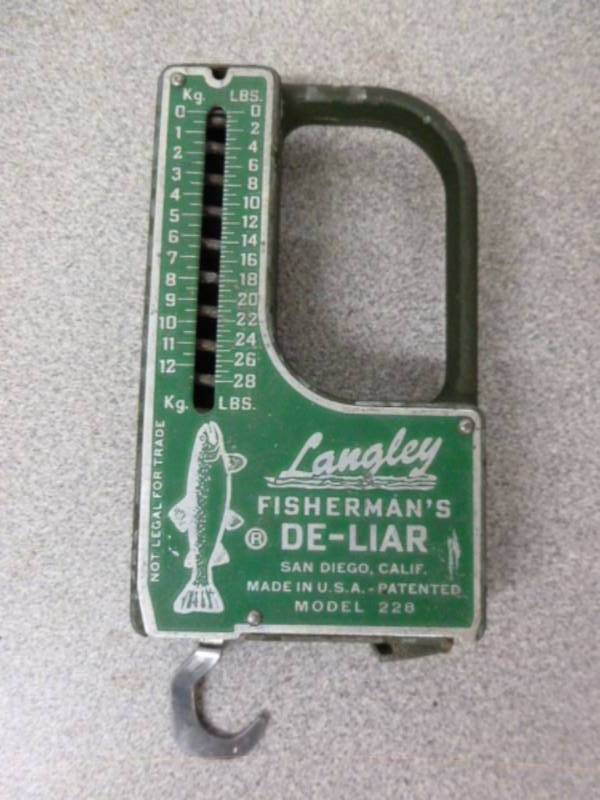 Kg. LBS.
0 0
1 2
2 4
3 6
4 8
5 10
6 12
7 14
8 16
9 18
10 20
11 22
12 24
26
28
Kg. LBS.
NOT LEGAL FOR TRADE
Langley
FISHERMAN'S
® DE-LIAR
SAN DIEGO, CALIF.
MADE IN U.S.A.-PATENTED
MODEL 228